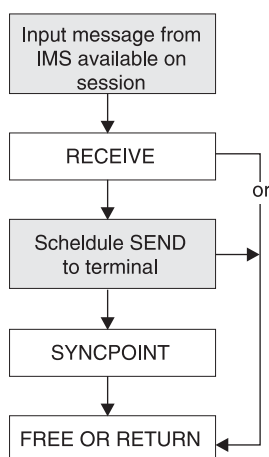 Input message from
IMS available on
session
RECEIVE
or
Scheldule SEND
to terminal
SYNCPOINT
FREE OR RETURN